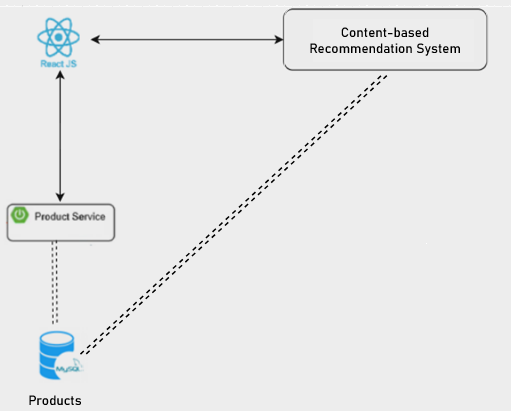 React JS
Content-based
Recommendation System
Product Service
MySQL
Products